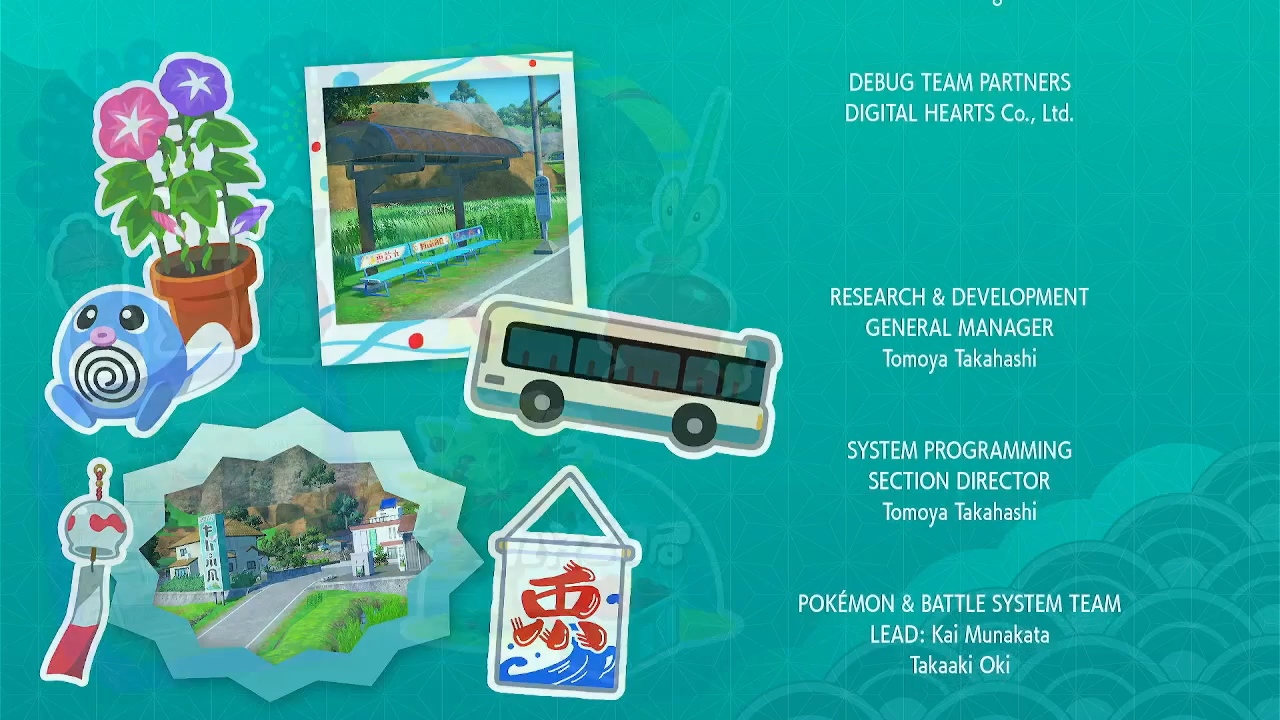 DEBUG TEAM PARTNERS
DIGITAL HEARTS Co., Ltd.
RESEARCH & DEVELOPMENT
GENERAL MANAGER
Tomoya Takahashi
SYSTEM PROGRAMMING
SECTION DIRECTOR
Tomoya Takahashi
POKÉMON & BATTLE SYSTEM TEAM
LEAD: Kai Munakata
Takaaki Oki